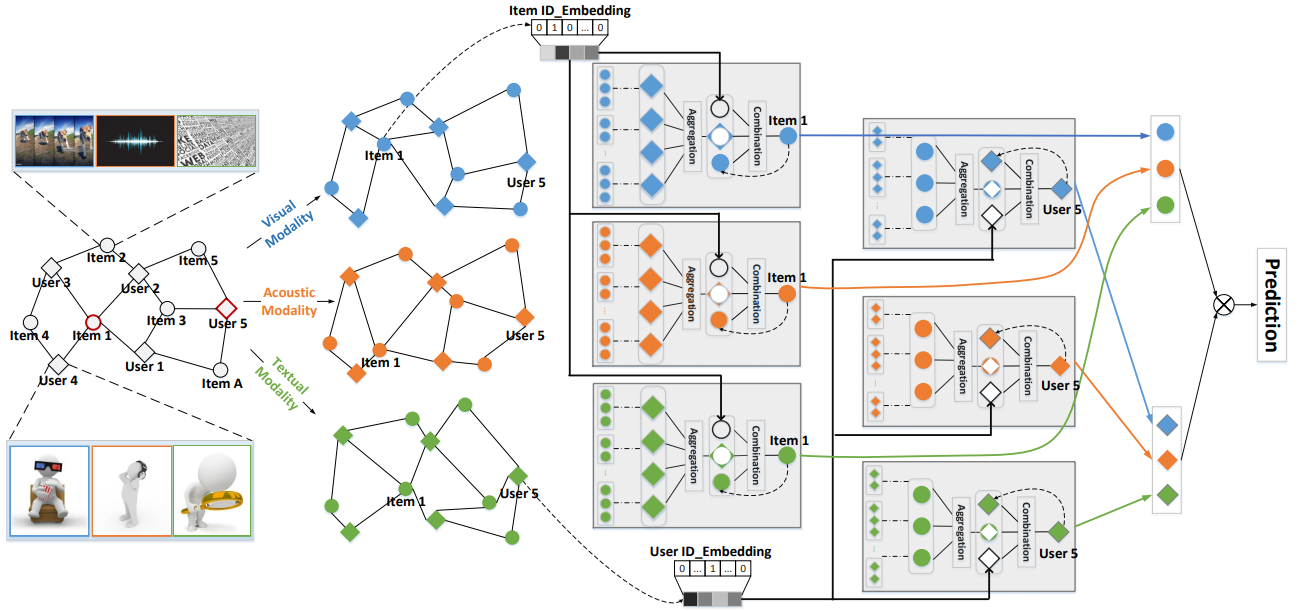 Item ID_Embedding
0 1 0 ... 0
Visual
Modality
Item 1
User 5
WEB
DATA
Item 2
Item 5
User 3
User 2
Item 3
User 5
Item 4
Item 1
User 1
User 4
Item A
Acoustic
Modality
Item 1
User 5
Textual
Modality
Item 1
User 5
Aggregation
Combination
Item 1
Aggregation
Combination
Item 1
Aggregation
Combination
Item 1
Aggregation
Combination
User 5
Aggregation
Combination
User 5
Aggregation
Combination
User 5
User ID_Embedding
0 ... 1 ... 0
Prediction